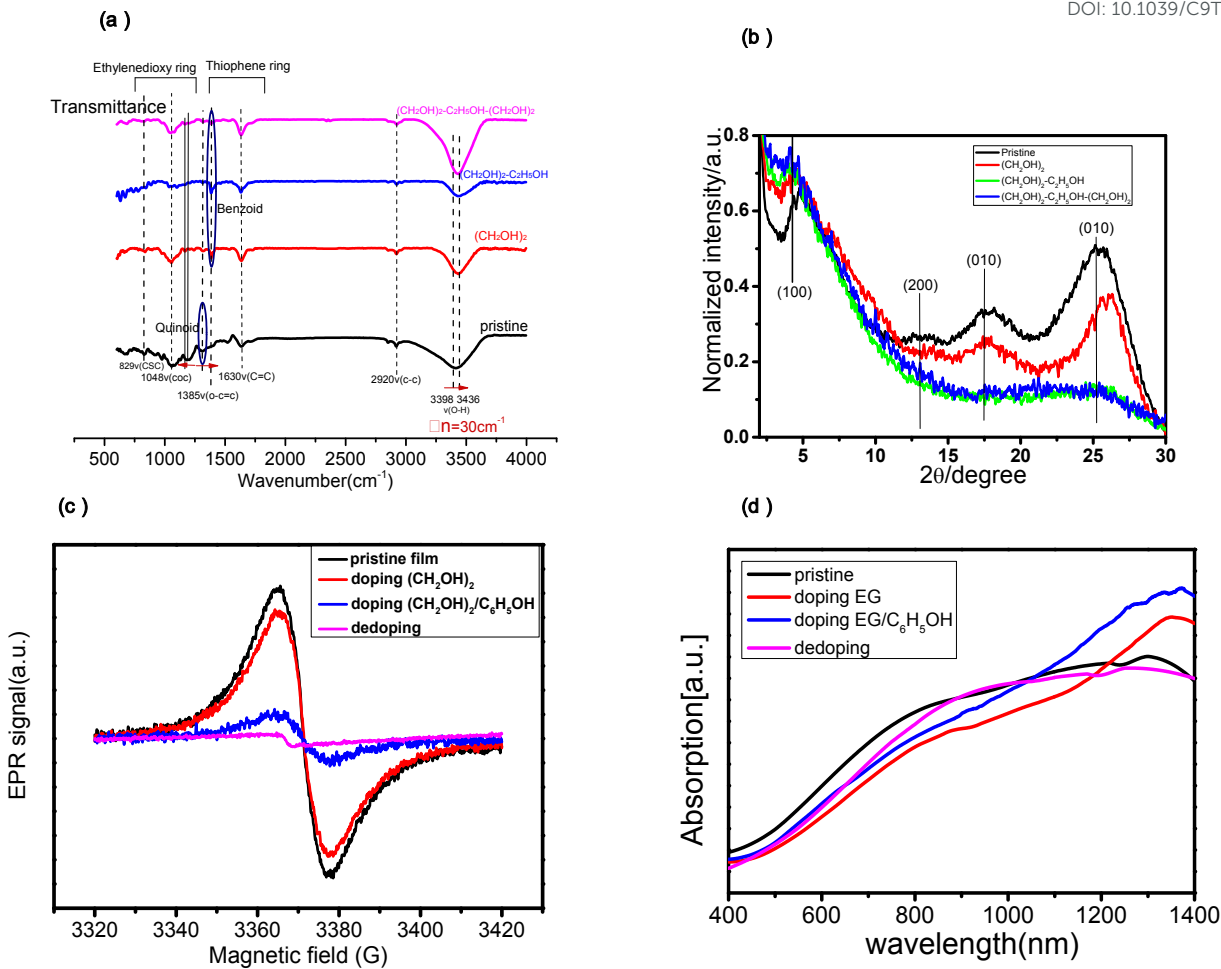 DOI: 10.1039/C9T
(a )
Ethylenedioxy ring
Thiophene ring
Transmittance
(CH2OH)2-C2H5OH-(CH2OH)2
(CH2OH)2-C2H5OH
Benzoid
(CH2OH)2
Quinoid
pristine
829v(CSC)
1048v(coc)
1385v(o-c=c)
1630v(C=C)
2920v(c-c)
3398 3436
v(O-H)
□n=30cm-1
500 1000 1500 2000 2500 3000 3500 4000
Wavenumber(cm-1)
(b )
Normalized intensity/a.u.
0.8
0.6
0.4
0.2
0.0
Pristine
(CH2OH)2
(CH2OH)2-C2H5OH
(CH2OH)2-C2H5OH-(CH2OH)2
(100)
(200)
(010)
(010)
5 10 15 20 25 30
2θ/degree
(c )
EPR signal(a.u.)
pristine film
doping (CH2OH)2
doping (CH2OH)2/C6H5OH
dedoping
3320 3340 3360 3380 3400 3420
Magnetic field (G)
(d )
Absorption[a.u.]
pristine
doping EG
doping EG/C6H5OH
dedoping
400 600 800 1000 1200 1400
wavelength(nm)